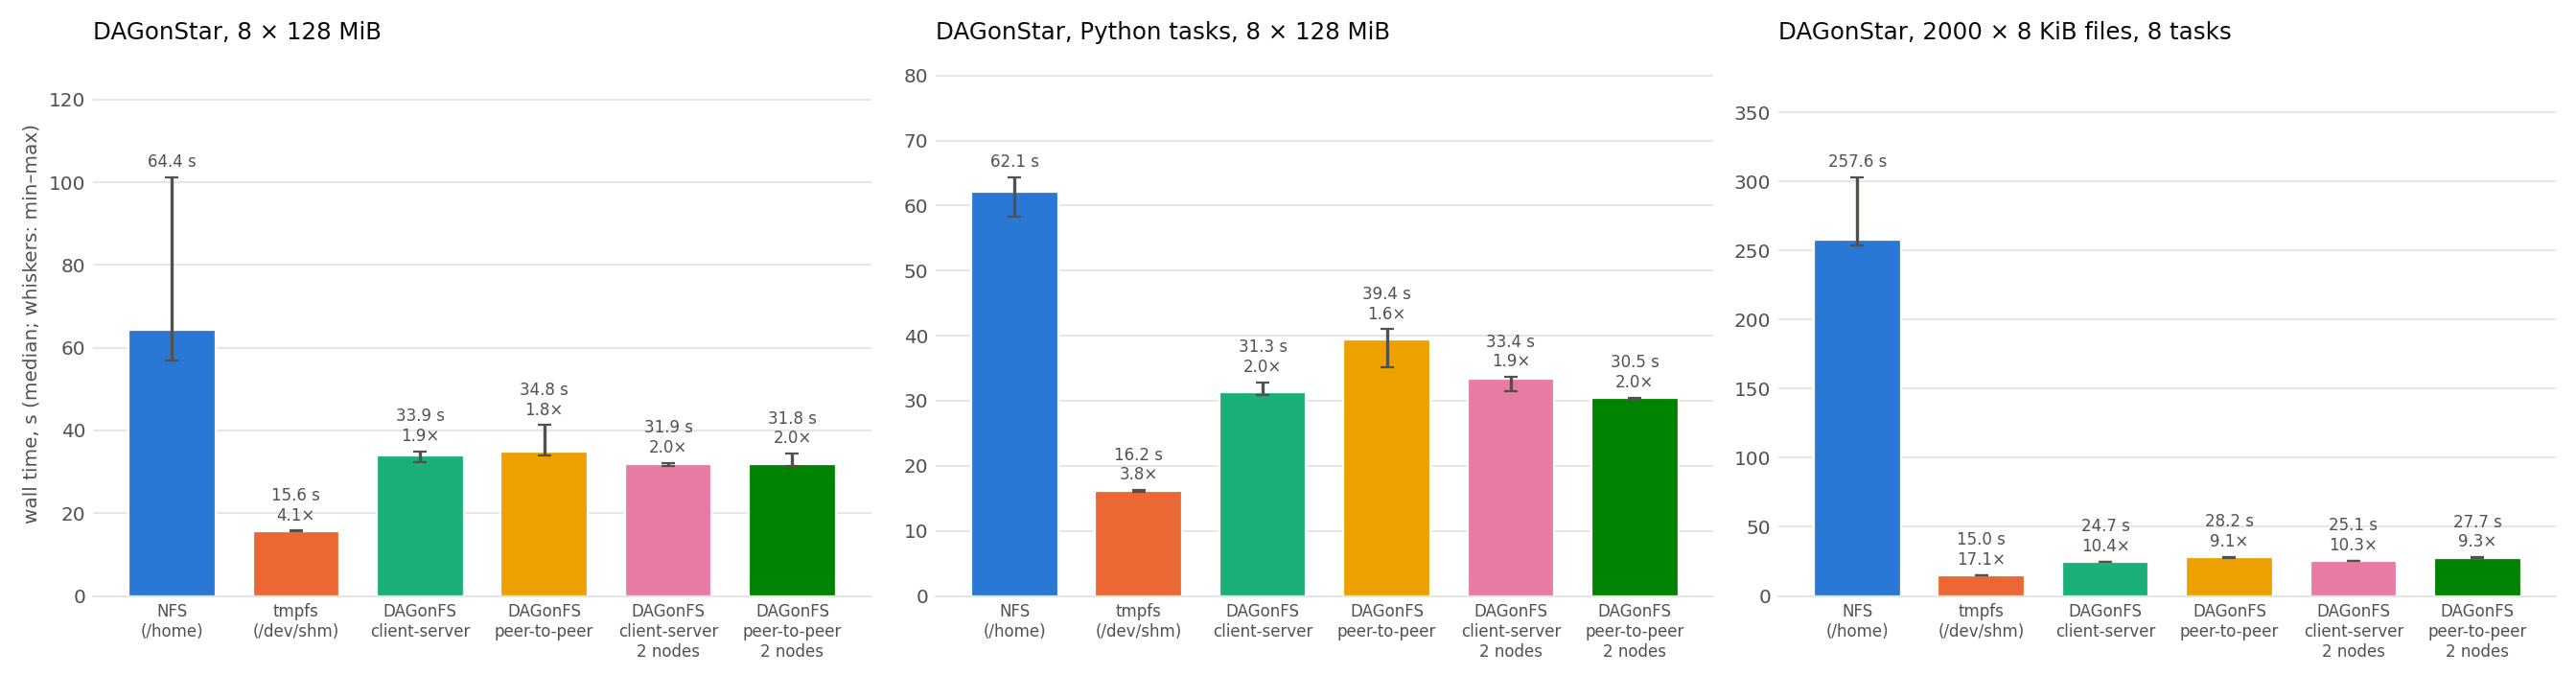 DAGonStar, 8 × 128 MiB
wall time, s (median; whiskers: min–max)
120
100
80
60
40
20
0
64.4 s
15.6 s
4.1×
33.9 s
1.9×
34.8 s
1.8×
31.9 s
2.0×
31.8 s
2.0×
NFS
(/home)
tmpfs
(/dev/shm)
DAGonFS
client-server
DAGonFS
peer-to-peer
DAGonFS
client-server
2 nodes
DAGonFS
peer-to-peer
2 nodes
DAGonStar, Python tasks, 8 × 128 MiB
80
70
60
50
40
30
20
10
0
62.1 s
16.2 s
3.8×
31.3 s
2.0×
39.4 s
1.6×
33.4 s
1.9×
30.5 s
2.0×
NFS
(/home)
tmpfs
(/dev/shm)
DAGonFS
client-server
DAGonFS
peer-to-peer
DAGonFS
client-server
2 nodes
DAGonFS
peer-to-peer
2 nodes
DAGonStar, 2000 × 8 KiB files, 8 tasks
350
300
250
200
150
100
50
0
257.6 s
15.0 s
17.1×
24.7 s
10.4×
28.2 s
9.1×
25.1 s
10.3×
27.7 s
9.3×
NFS
(/home)
tmpfs
(/dev/shm)
DAGonFS
client-server
DAGonFS
peer-to-peer
DAGonFS
client-server
2 nodes
DAGonFS
peer-to-peer
2 nodes